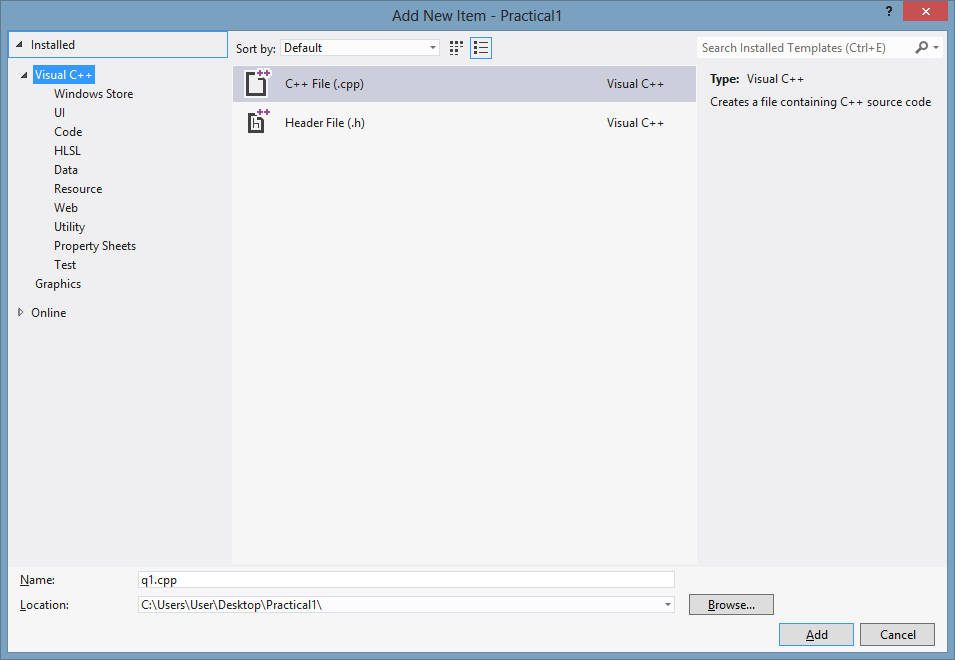 Add New Item - Practical1
?
Installed
Sort by: Default
Search Installed Templates (Ctrl+E)
Visual C++
Windows Store
UI
Code
HLSL
Data
Resource
Web
Utility
Property Sheets
Test
Graphics
Online
C++ File (.cpp) Visual C++
Header File (.h) Visual C++
Type: Visual C++
Creates a file containing C++ source code
Name: q1.cpp
Location: C:\Users\User\Desktop\Practical1\
Browse...
Add Cancel